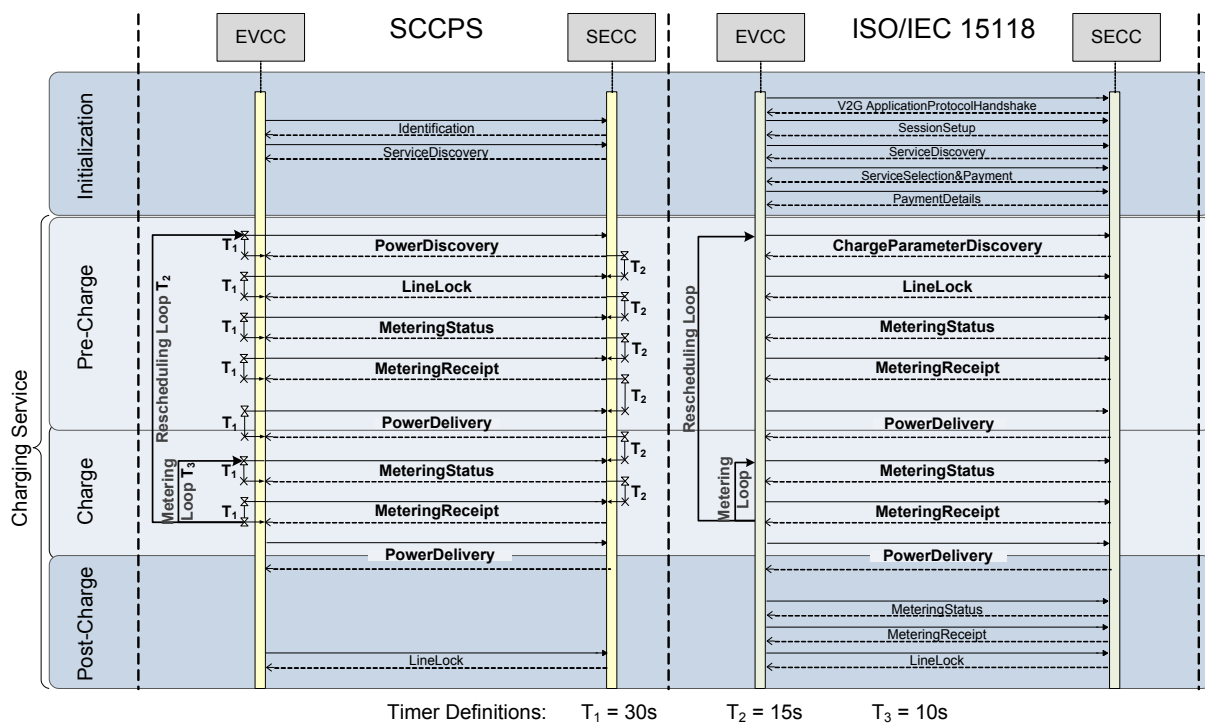 SCCPS
ISO/IEC 15118
EVCC
SECC
EVCC
SECC
Initialization
Identification
ServiceDiscovery
V2G ApplicationProtocolHandshake
SessionSetup
ServiceDiscovery
ServiceSelection&Payment
PaymentDetails
Charging Service
Pre-Charge
Rescheduling Loop T2
T1
PowerDiscovery
T2
T1
LineLock
T2
T1
MeteringStatus
T2
T1
MeteringReceipt
T2
T1
PowerDelivery
T2
Rescheduling Loop
ChargeParameterDiscovery
LineLock
MeteringStatus
MeteringReceipt
PowerDelivery
Charge
Metering
Loop T3
T1
MeteringStatus
T2
T1
MeteringReceipt
PowerDelivery
Metering
Loop
MeteringStatus
MeteringReceipt
PowerDelivery
Post-Charge
LineLock
MeteringStatus
MeteringReceipt
LineLock
Timer Definitions: T1 = 30s T2 = 15s T3 = 10s